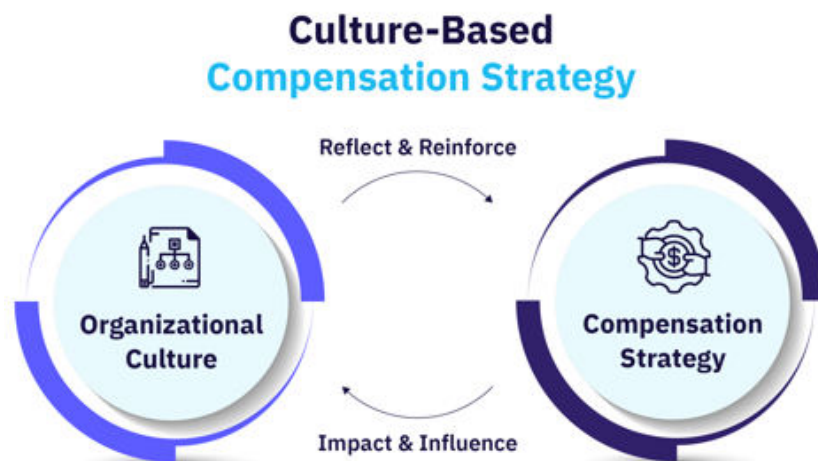 Culture-Based
Compensation Strategy
Reflect & Reinforce
Organizational
Culture
$
Compensation
Strategy
Impact & Influence